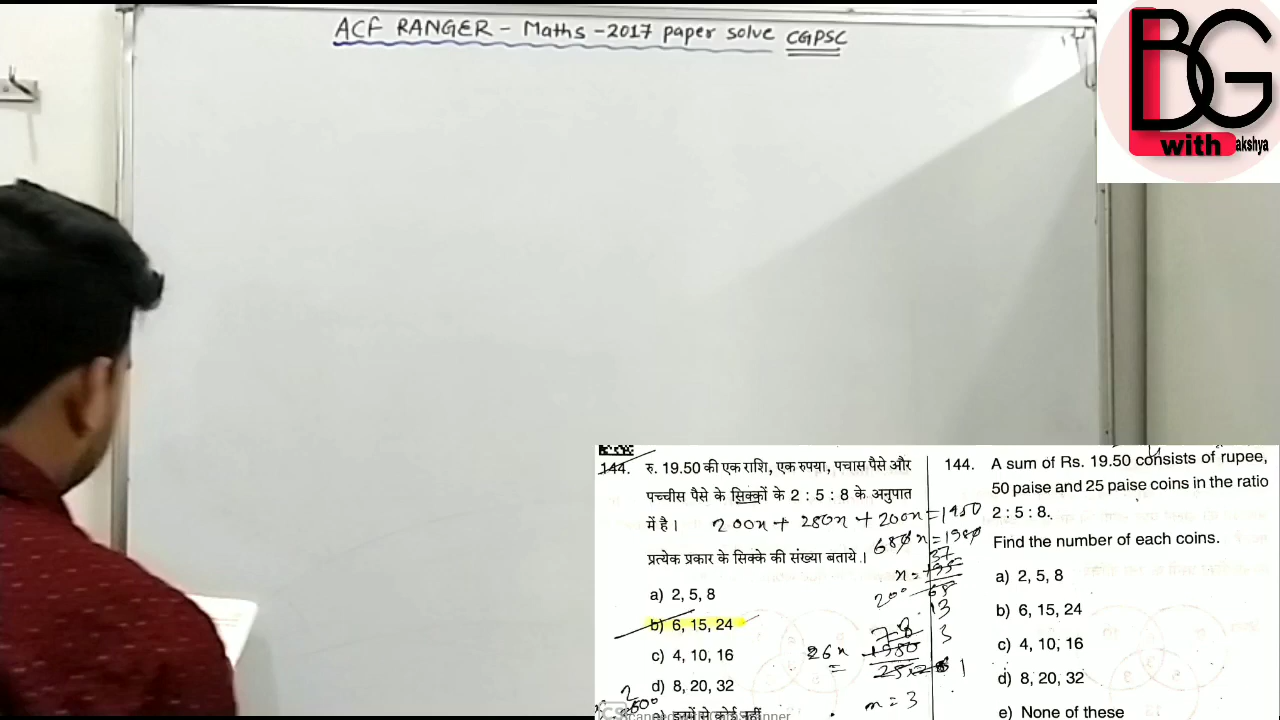 ACF RANGER - Maths - 2017 paper solve CGPSC
BG
with akshya
144. रु. 19.50 की एक राशि, एक रुपया, पचास पैसे और
पच्चीस पैसे के सिक्कों के 2 : 5 : 8 के अनुपात
में है।
200x + 280x + 200x = 1950
प्रत्येक प्रकार के सिक्के की संख्या बताये।
a) 2, 5, 8
b) 6, 15, 24
c) 4, 10, 16
d) 8, 20, 32
e) इनमें से कोई नहीं
26x
x = 3
144. A sum of Rs. 19.50 consists of rupee,
50 paise and 25 paise coins in the ratio
2 : 5 : 8.
Find the number of each coins.
a) 2, 5, 8
b) 6, 15, 24
c) 4, 10, 16
d) 8, 20, 32
e) None of these